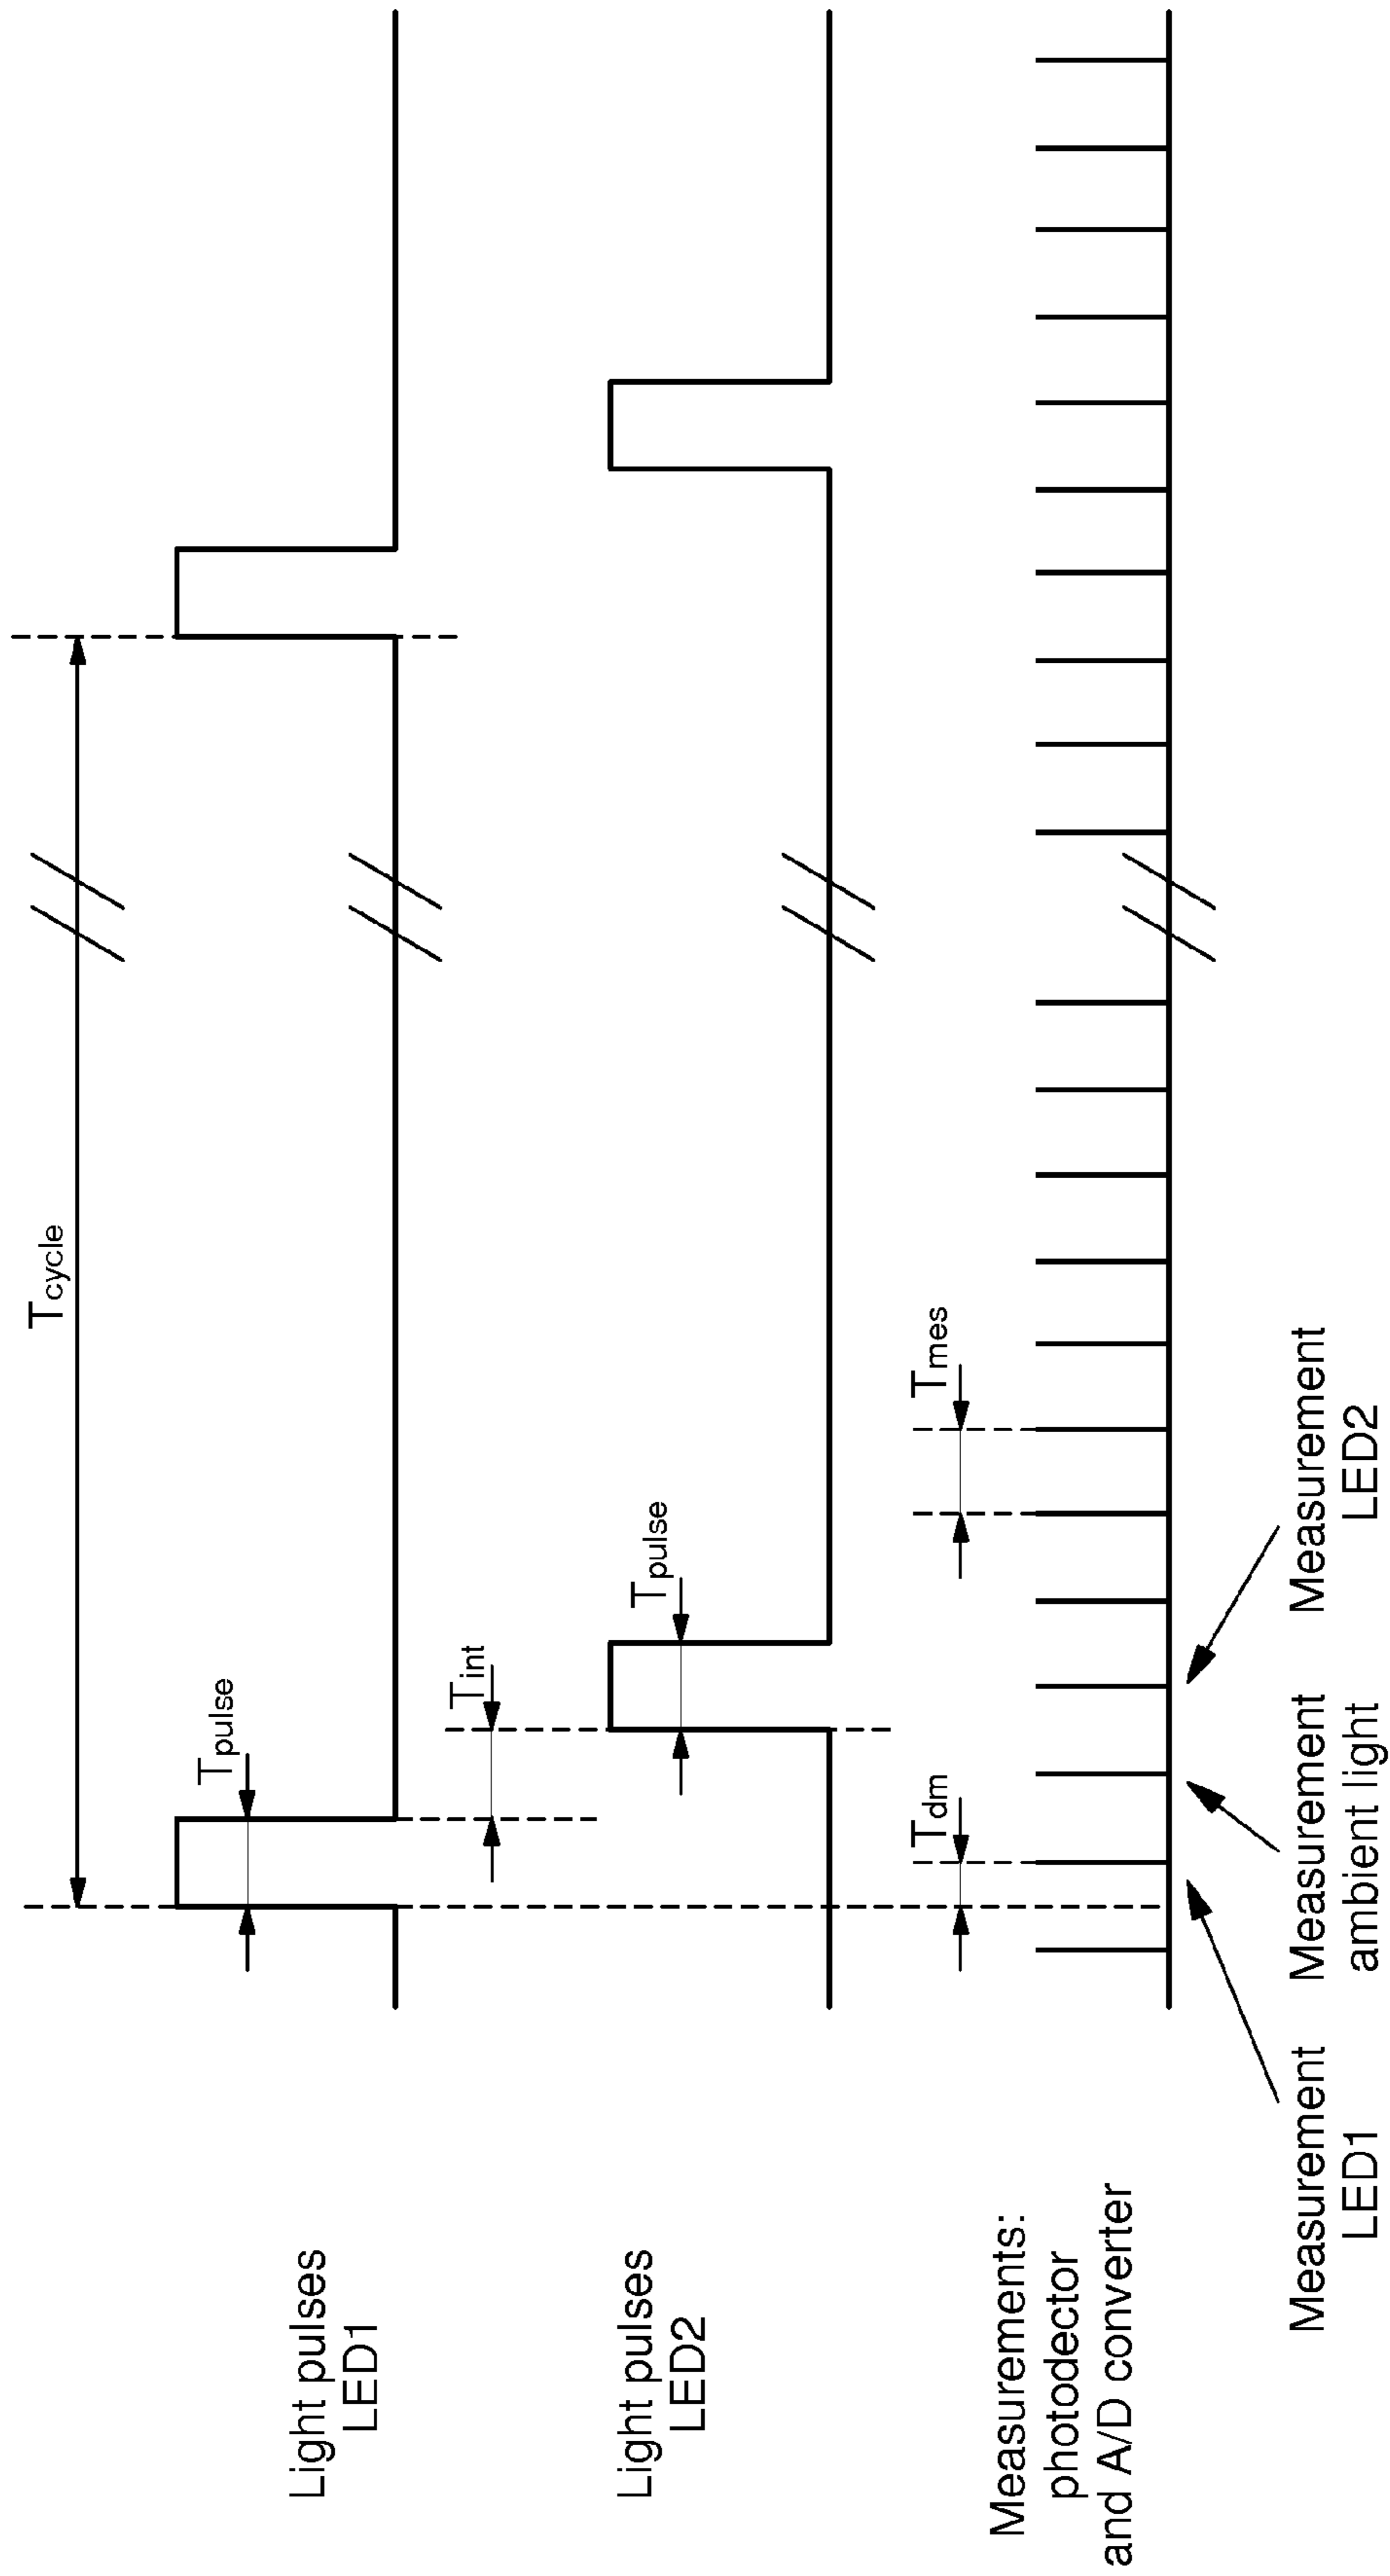 Tcycle
Tpulse
Light pulses
LED1
Tint
Tpulse
Light pulses
LED2
Tdm
Tmes
Measurements:
photodector
and A/D converter
Measurement
LED1
Measurement
ambient light
Measurement
LED2